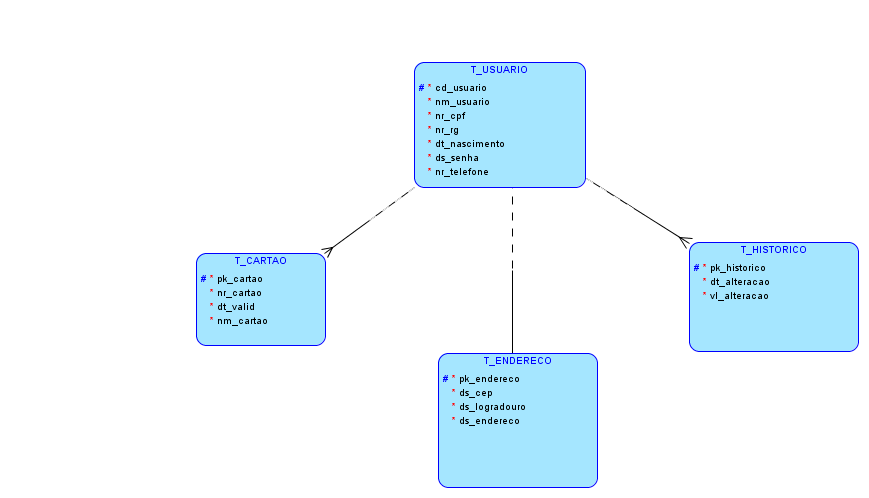 T_USUARIO
# * cd_usuario
* nm_usuario
* nr_cpf
* nr_rg
* dt_nascimento
* ds_senha
* nr_telefone
T_CARTAO
# * pk_cartao
* nr_cartao
* dt_valid
* nm_cartao
T_HISTORICO
# * pk_historico
* dt_alteracao
* vl_alteracao
T_ENDERECO
# * pk_endereco
* ds_cep
* ds_logradouro
* ds_endereco